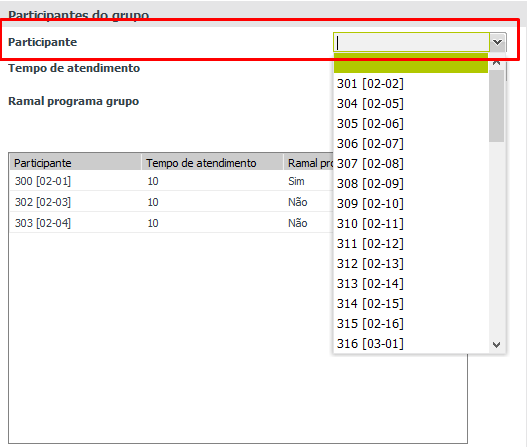 Participantes do grupo
Participante
Tempo de atendimento
Ramal programa grupo
301 [02-02]
304 [02-05]
305 [02-06]
306 [02-07]
307 [02-08]
308 [02-09]
309 [02-10]
310 [02-11]
311 [02-12]
312 [02-13]
313 [02-14]
314 [02-15]
315 [02-16]
316 [03-01]
Participante Tempo de atendimento Ramal pro
300 [02-01] 10 Sim
302 [02-03] 10 Não
303 [02-04] 10 Não